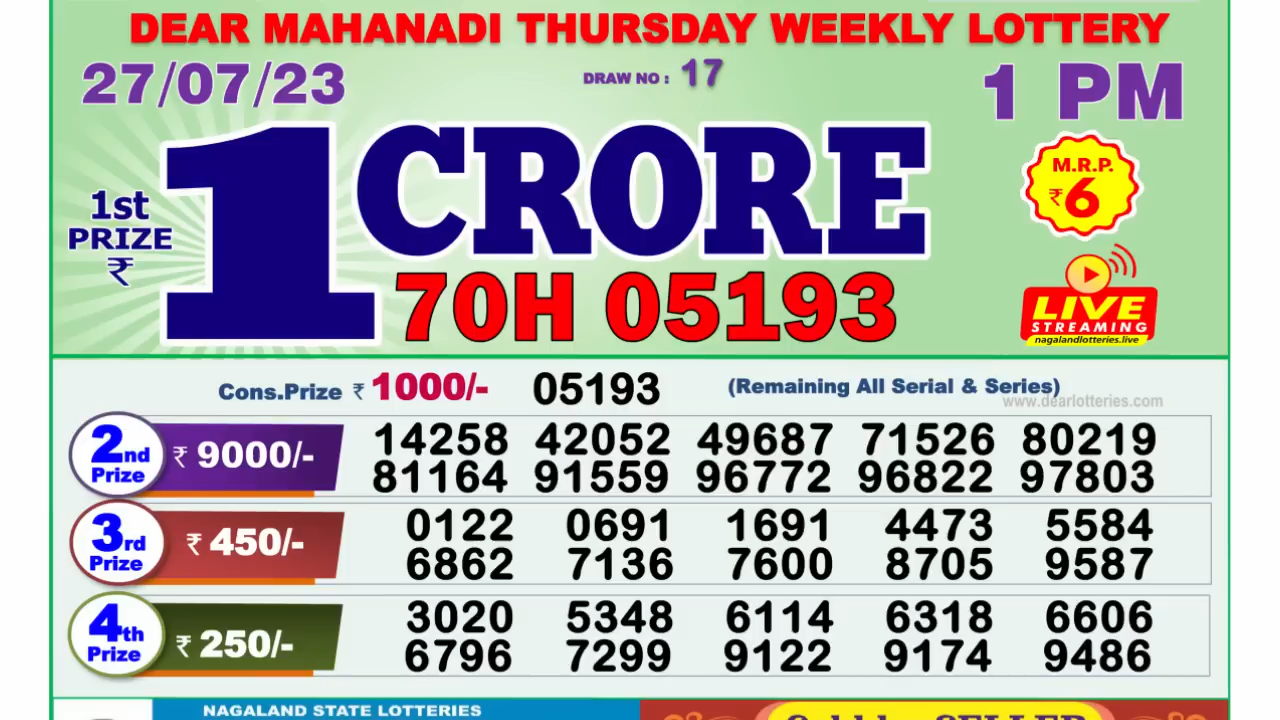 DEAR MAHANADI THURSDAY WEEKLY LOTTERY
27/07/23 DRAW NO : 17 1 PM
1st PRIZE ₹ 1 CRORE
70H 05193
M.R.P.
₹ 6
LIVE
STREAMING
nagalandlotteries.live
Cons.Prize ₹ 1000/- 05193 (Remaining All Serial & Series)
www.dearlotteries.com
2nd Prize ₹ 9000/-
14258 42052 49687 71526 80219
81164 91559 96772 96822 97803
3rd Prize ₹ 450/-
0122 0691 1691 4473 5584
6862 7136 7600 8705 9587
4th Prize ₹ 250/-
3020 5348 6114 6318 6606
6796 7299 9122 9174 9486
NAGALAND STATE LOTTERIES